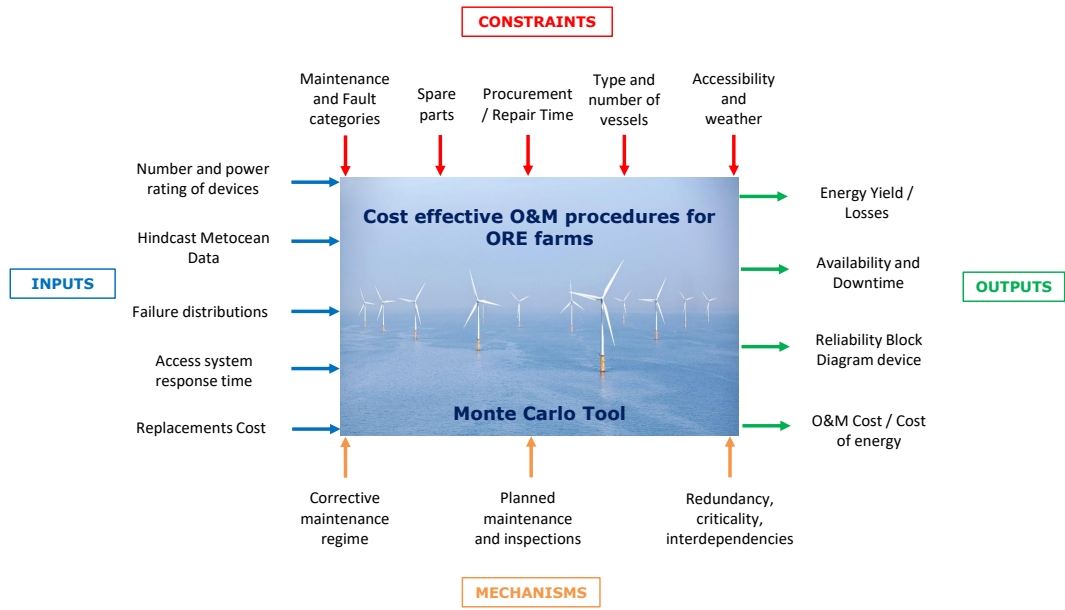 CONSTRAINTS
Maintenance
and Fault
categories
Spare
parts
Procurement
/ Repair Time
Type and
number of
vessels
Accessibility
and
weather
INPUTS
Number and power
rating of devices
Hindcast Metocean
Data
Failure distributions
Access system
response time
Replacements Cost
Cost effective O&M procedures for
ORE farms
Monte Carlo Tool
Energy Yield /
Losses
Availability and
Downtime
Reliability Block
Diagram device
O&M Cost / Cost
of energy
OUTPUTS
Corrective
maintenance
regime
Planned
maintenance
and inspections
Redundancy,
criticality,
interdependencies
MECHANISMS